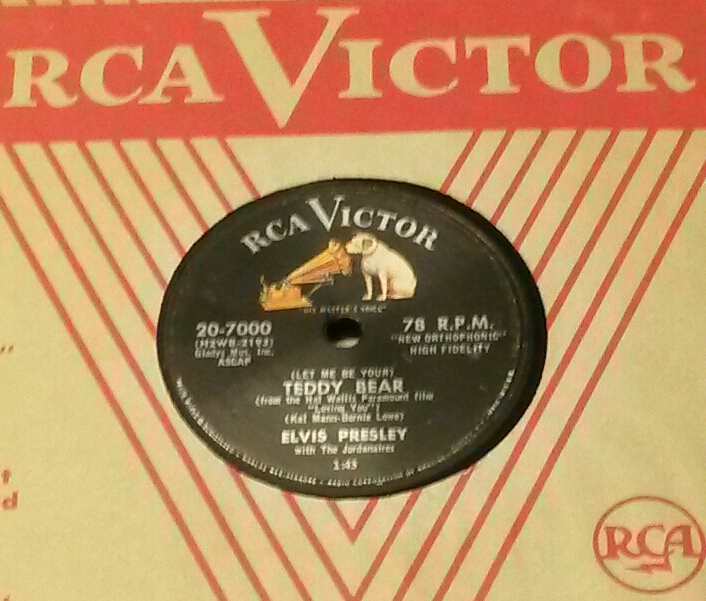 RCA VICTOR
RCA VICTOR
"HIS MASTER'S VOICE"
20-7000
(H2WB-2193)
Gladys Mus., Inc.
ASCAP
78 R.P.M.
"NEW ORTHOPHONIC"
HIGH FIDELITY
(LET ME BE YOUR)
TEDDY BEAR
(from the Hal Wallis Paramount film
"Loving You")
(Kal Mann-Bernie Lowe)
ELVIS PRESLEY
with The Jordanaires
1:43
RCA